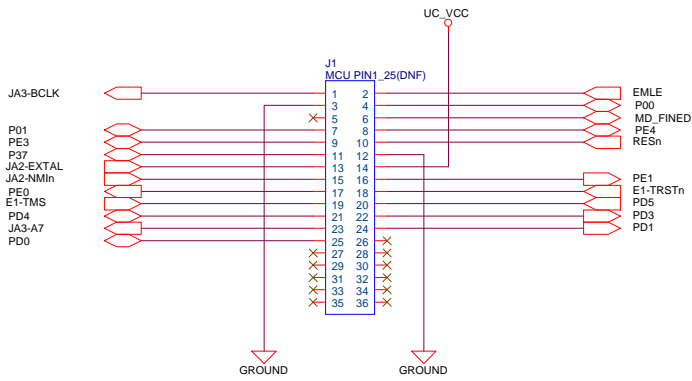 UC_VCC
J1
MCU PIN1_25(DNF)
JA3-BCLK 1 2 EMLE
3 4 P00
5 6 MD_FINED
P01 7 8 PE4
PE3 9 10 RESn
P37 11 12
JA2-EXTAL 13 14
JA2-NMIn 15 16 PE1
PE0 17 18 E1-TRSTn
E1-TMS 19 20 PD5
PD4 21 22 PD3
JA3-A7 23 24 PD1
PD0 25 26
27 28
29 30
31 32
33 34
35 36
GROUND GROUND